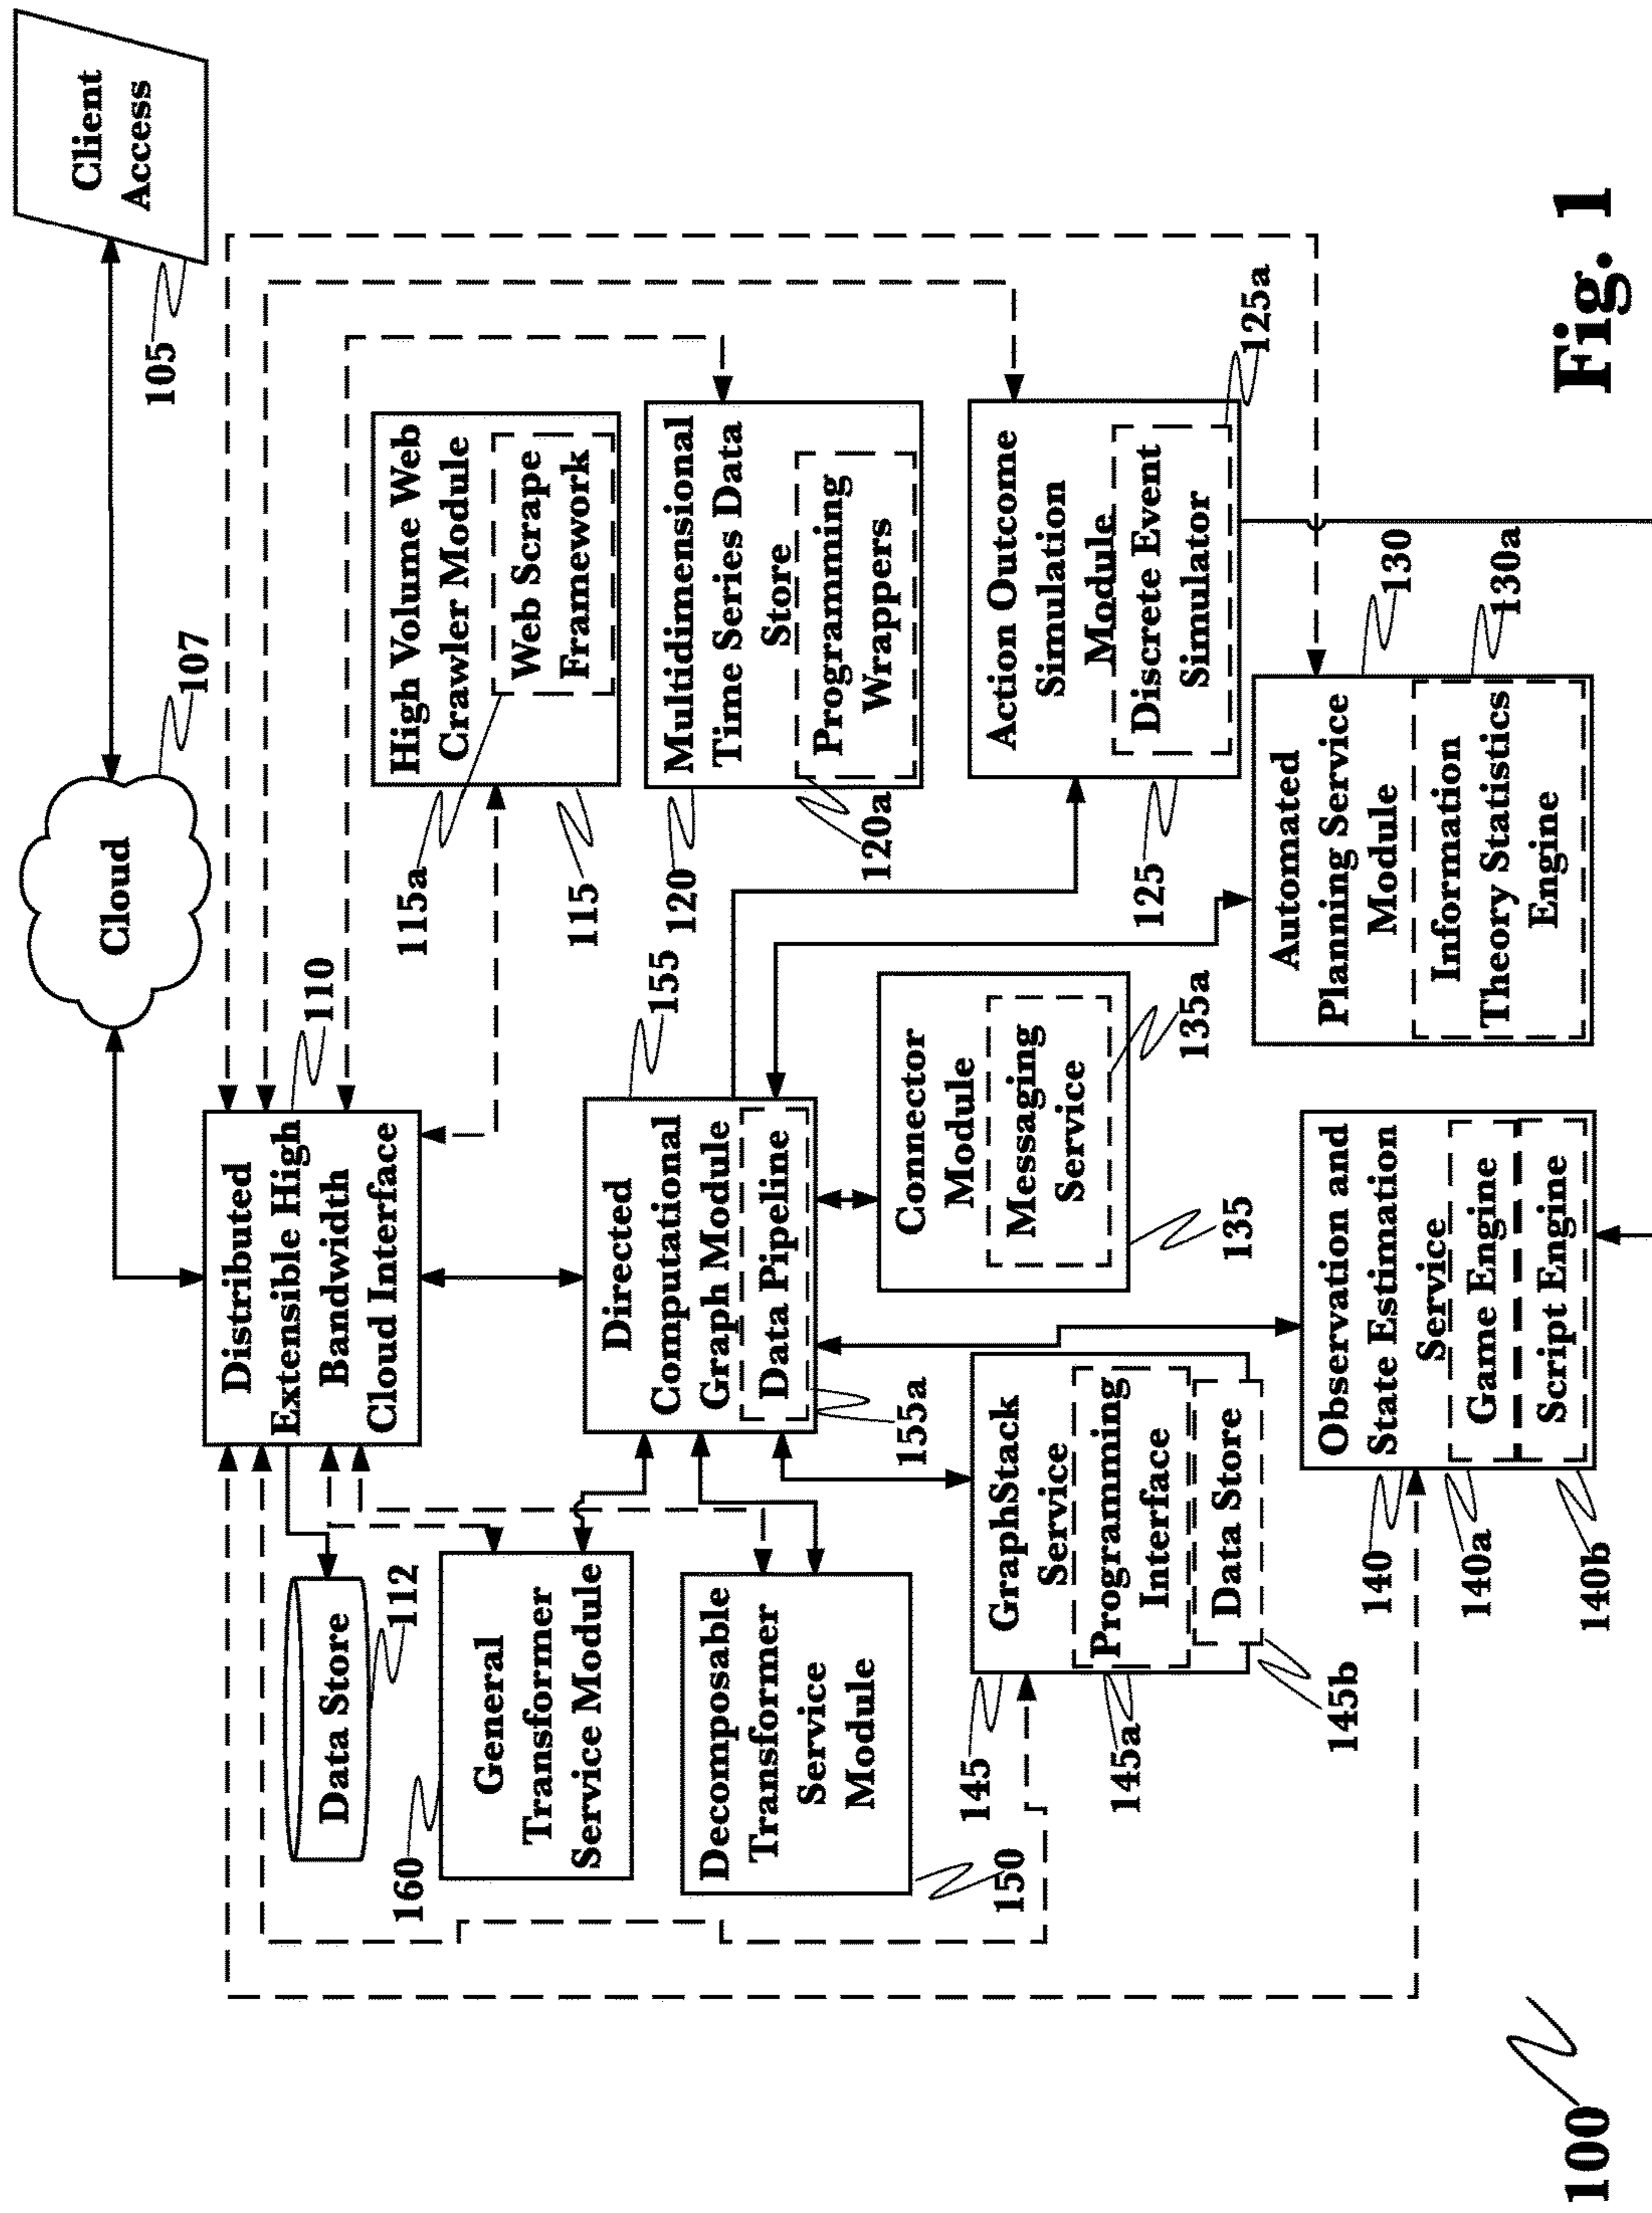 Client
Access
105
Cloud
107
Distributed
Extensible High
Bandwidth
Cloud Interface
110
Data Store
112
High Volume Web
Crawler Module
Web Scrape
Framework
115a
115
Multidimensional
Time Series Data
Store
Programming
Wrappers
120
120a
Action Outcome
Simulation
Module
Discrete Event
Simulator
125
125a
Automated
Planning Service
Module
Information
Theory Statistics
Engine
130
130a
Directed
Computational
Graph Module
Data Pipeline
155
155a
Connector
Module
Messaging
Service
135
135a
General
Transformer
Service Module
160
Decomposable
Transformer
Service
Module
150
GraphStack
Service
Programming
Interface
Data Store
145
145a
145b
Observation and
State Estimation
Service
Game Engine
Script Engine
140
140a
140b
100
Fig. 1